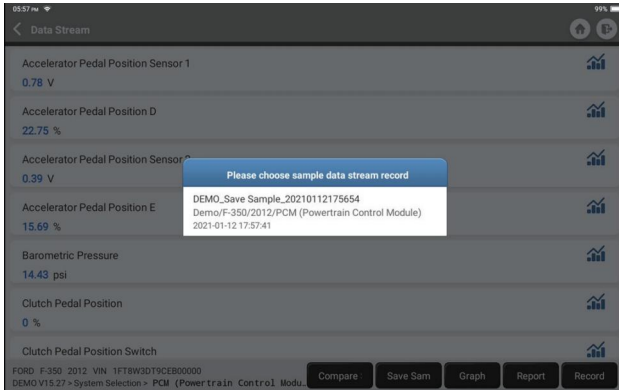 05:57 PM
99%
Data Stream
Accelerator Pedal Position Sensor 1
0.78 V
Accelerator Pedal Position D
22.75 %
Accelerator Pedal Position Sensor
0.39 V
Please choose sample data stream record
DEMO_Save Sample_20210112175654
Demo/F-350/2012/PCM (Powertrain Control Module)
2021-01-12 17:57:41
Accelerator Pedal Position E
15.69 %
Barometric Pressure
14.43 psi
Clutch Pedal Position
0 %
Clutch Pedal Position Switch
FORD F-350 2012 VIN 1FT8W3DT9CEB00000
DEMO V15.27 > System Selection > PCM (Powertrain Control Modu..
Compare
Save Sam
Graph
Report
Record